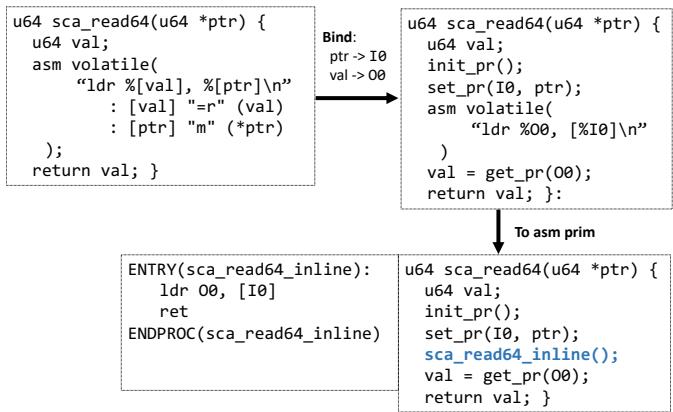 u64 sca_read64(u64 *ptr) {
u64 val;
asm volatile(
“ldr %[val], %[ptr]\n”
: [val] "=r" (val)
: [ptr] "m" (*ptr)
);
return val; }
Bind:
ptr -> I0
val -> O0
u64 sca_read64(u64 *ptr) {
u64 val;
init_pr();
set_pr(I0, ptr);
asm volatile(
“ldr %O0, [%I0]\n”
)
val = get_pr(O0);
return val; }:
To asm prim
ENTRY(sca_read64_inline):
ldr O0, [I0]
ret
ENDPROC(sca_read64_inline)
u64 sca_read64(u64 *ptr) {
u64 val;
init_pr();
set_pr(I0, ptr);
sca_read64_inline();
val = get_pr(O0);
return val; }